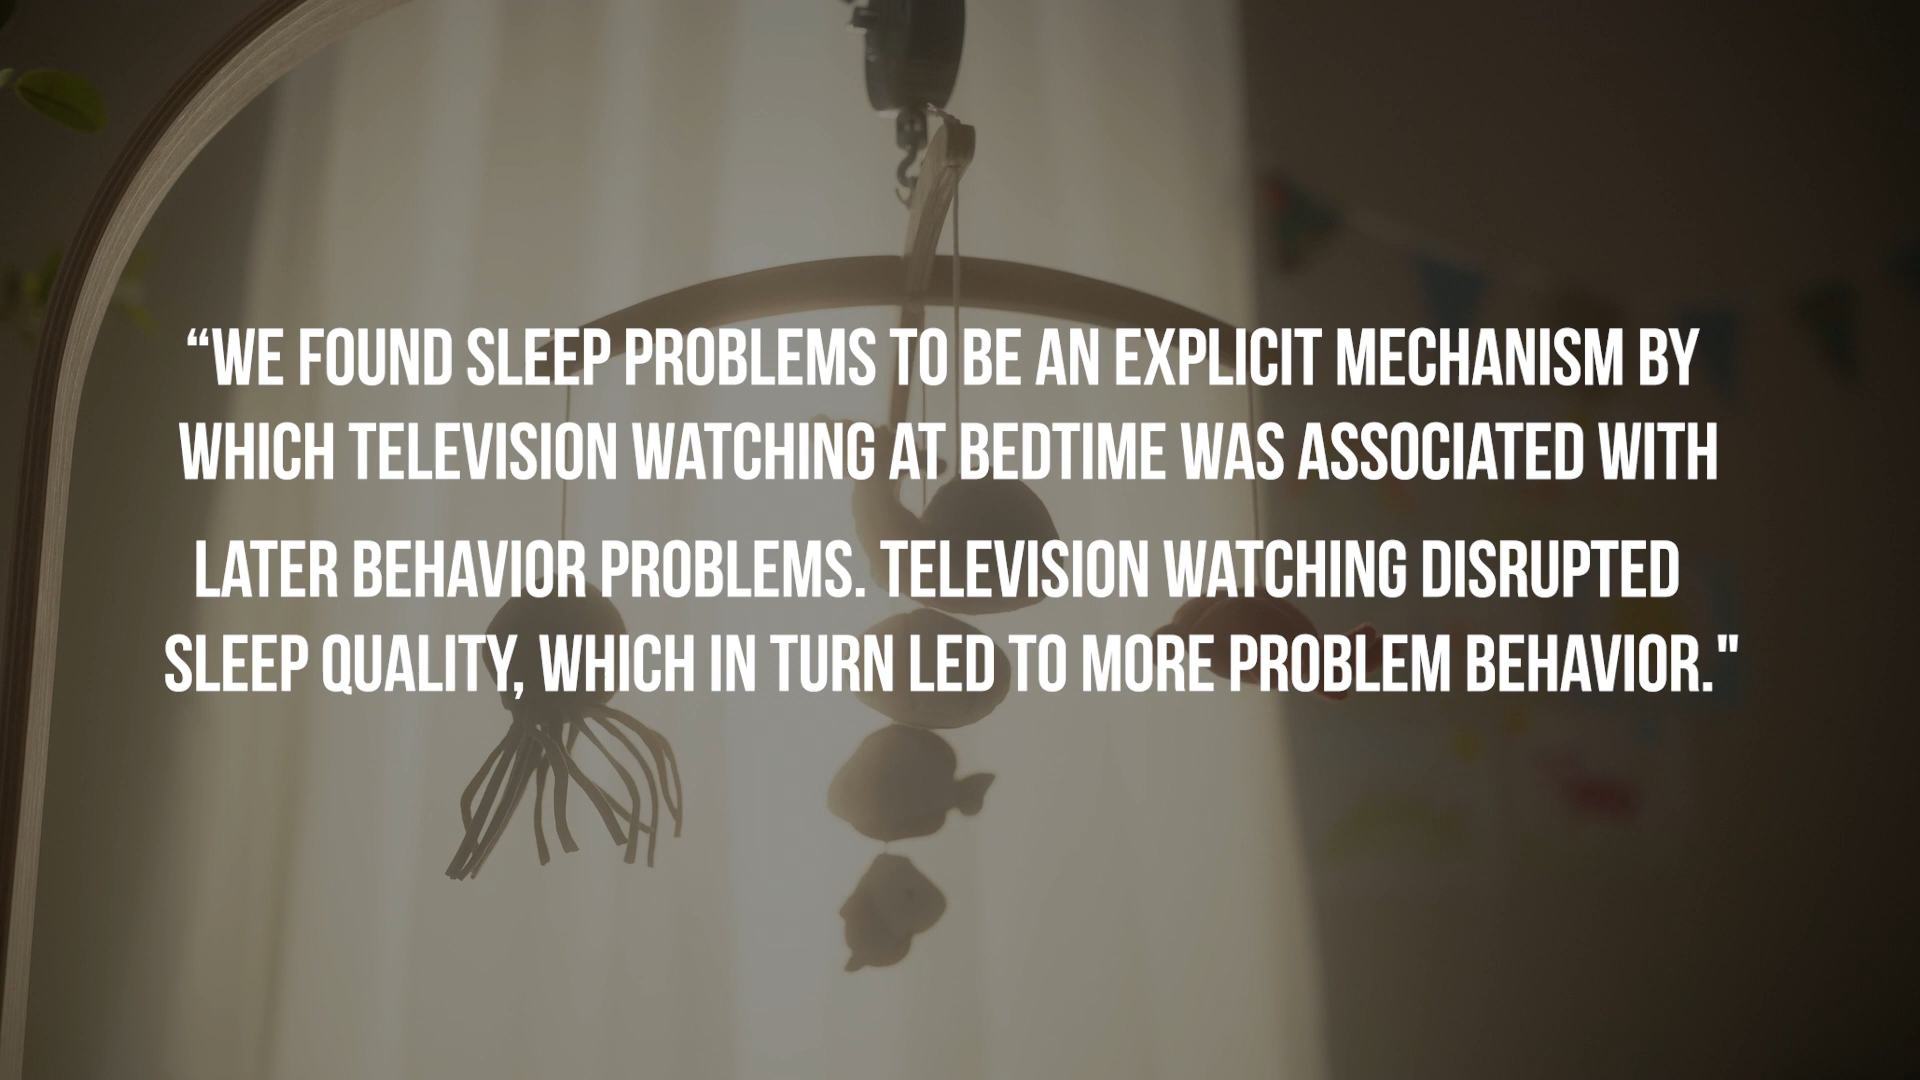 “WE FOUND SLEEP PROBLEMS TO BE AN EXPLICIT MECHANISM BY
WHICH TELEVISION WATCHING AT BEDTIME WAS ASSOCIATED WITH
LATER BEHAVIOR PROBLEMS. TELEVISION WATCHING DISRUPTED
SLEEP QUALITY, WHICH IN TURN LED TO MORE PROBLEM BEHAVIOR."